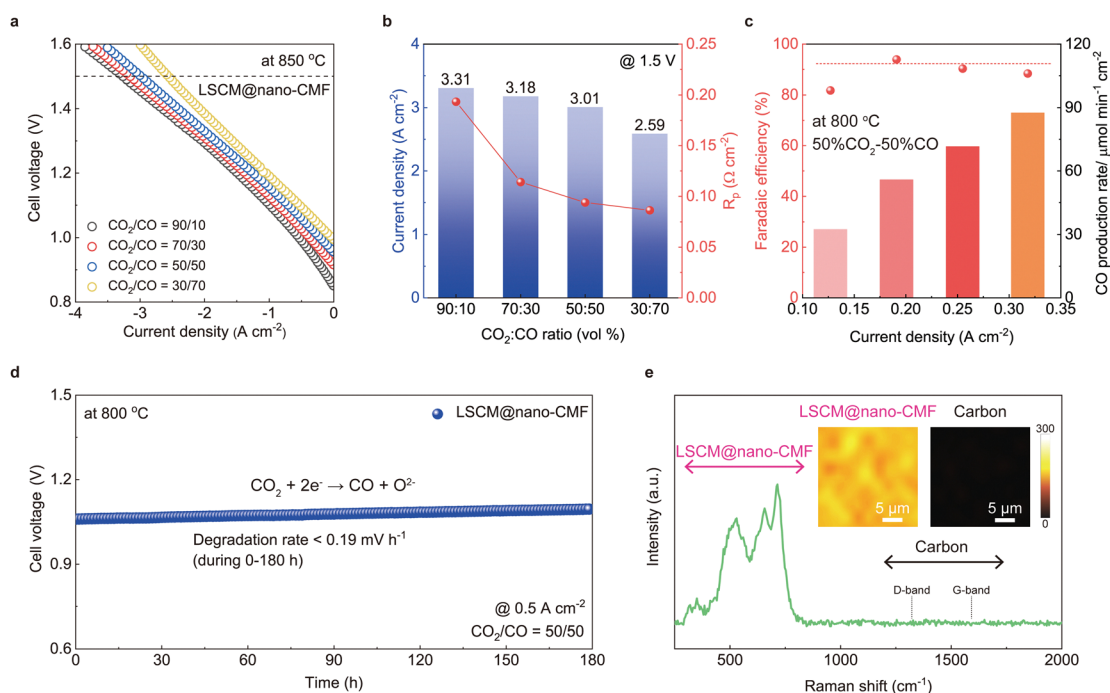 a
1.6
1.4
1.2
1.0
0.8
Cell voltage (V)
at 850 °C
LSCM@nano-CMF
CO₂/CO = 90/10
CO₂/CO = 70/30
CO₂/CO = 50/50
CO₂/CO = 30/70
-4 -3 -2 -1 0
Current density (A cm⁻²)
b
4
3
2
1
0
Current density (A cm⁻²)
@ 1.5 V
3.31
3.18
3.01
2.59
0.25
0.20
0.15
0.10
0.05
0.00
Rₚ (Ω cm⁻²)
90:10 70:30 50:50 30:70
CO₂:CO ratio (vol %)
c
100
80
60
40
20
0
Faradaic efficiency (%)
at 800 °C
50%CO₂-50%CO
120
90
60
30
0
CO production rate/ μmol min⁻¹ cm⁻²
0.10 0.15 0.20 0.25 0.30 0.35
Current density (A cm⁻²)
d
1.5
1.2
0.9
0.6
Cell voltage (V)
at 800 °C
LSCM@nano-CMF
CO₂ + 2e⁻ → CO + O²⁻
Degradation rate < 0.19 mV h⁻¹
(during 0-180 h)
@ 0.5 A cm⁻²
CO₂/CO = 50/50
0 30 60 90 120 150 180
Time (h)
e
Intensity (a.u.)
LSCM@nano-CMF
LSCM@nano-CMF
Carbon
300
0
5 μm
5 μm
Carbon
D-band
G-band
500 1000 1500 2000
Raman shift (cm⁻¹)